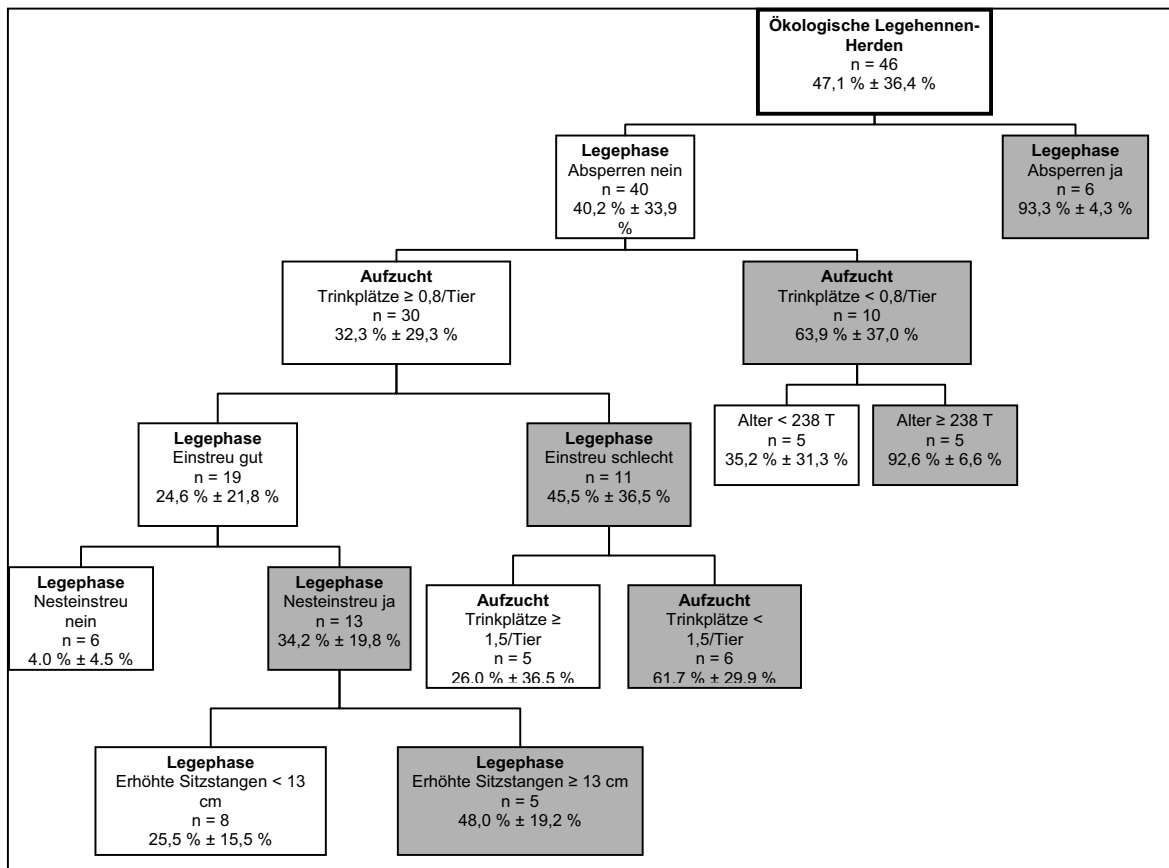 Ökologische Legehennen-
Herden
n = 46
47,1 % ± 36,4 %
Legephase
Absperren nein
n = 40
40,2 % ± 33,9
%
Legephase
Absperren ja
n = 6
93,3 % ± 4,3 %
Aufzucht
Trinkplätze ≥ 0,8/Tier
n = 30
32,3 % ± 29,3 %
Aufzucht
Trinkplätze < 0,8/Tier
n = 10
63,9 % ± 37,0 %
Legephase
Einstreu gut
n = 19
24,6 % ± 21,8 %
Legephase
Einstreu schlecht
n = 11
45,5 % ± 36,5 %
Alter < 238 T
n = 5
35,2 % ± 31,3 %
Alter ≥ 238 T
n = 5
92,6 % ± 6,6 %
Legephase
Nesteinstreu
nein
n = 6
4.0 % ± 4.5 %
Legephase
Nesteinstreu ja
n = 13
34,2 % ± 19,8 %
Aufzucht
Trinkplätze ≥
1,5/Tier
n = 5
26.0 % ± 36.5 %
Aufzucht
Trinkplätze <
1,5/Tier
n = 6
61.7 % ± 29.9 %
Legephase
Erhöhte Sitzstangen < 13
cm
n = 8
25,5 % ± 15,5 %
Legephase
Erhöhte Sitzstangen ≥ 13 cm
n = 5
48,0 % ± 19,2 %